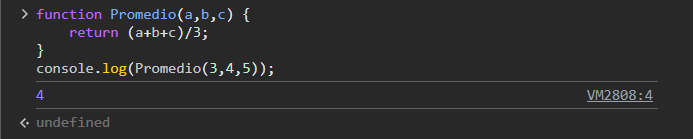 function Promedio(a,b,c) {
    return (a+b+c)/3;
}
console.log(Promedio(3,4,5));
4 VM2808:4
undefined